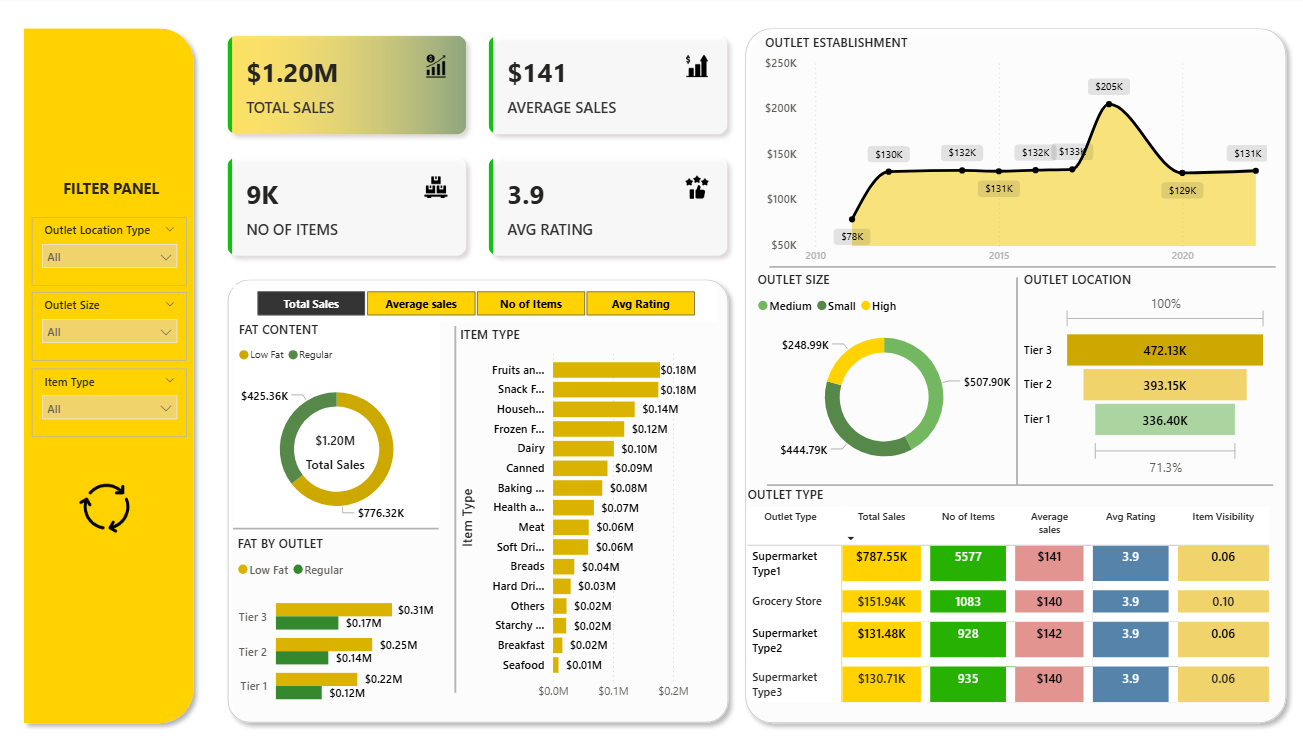 FILTER PANEL
Outlet Location Type
All
Outlet Size
All
Item Type
All
$1.20M
TOTAL SALES
$141
AVERAGE SALES
9K
NO OF ITEMS
3.9
AVG RATING
Total Sales Average sales No of Items Avg Rating
FAT CONTENT
Low Fat Regular
$425.36K
$1.20M
Total Sales
$776.32K
FAT BY OUTLET
Low Fat Regular
Tier 3 $0.31M
$0.17M
Tier 2 $0.25M
$0.14M
Tier 1 $0.22M
$0.12M
ITEM TYPE
Item Type
Fruits an... $0.18M
Snack F... $0.18M
Househ... $0.14M
Frozen F... $0.12M
Dairy $0.10M
Canned $0.09M
Baking ... $0.08M
Health a... $0.07M
Meat $0.06M
Soft Dri... $0.06M
Breads $0.04M
Hard Dri... $0.03M
Others $0.02M
Starchy ... $0.02M
Breakfast $0.02M
Seafood $0.01M
$0.0M $0.1M $0.2M
OUTLET ESTABLISHMENT
$250K
$200K
$150K
$100K
$50K
$78K $130K $132K $131K $132K $133K $205K $129K $131K
2010 2015 2020
OUTLET SIZE
Medium Small High
$248.99K
$507.90K
$444.79K
OUTLET LOCATION
100%
Tier 3 472.13K
Tier 2 393.15K
Tier 1 336.40K
71.3%
OUTLET TYPE
Outlet Type Total Sales No of Items Average sales Avg Rating Item Visibility
Supermarket Type1 $787.55K 5577 $141 3.9 0.06
Grocery Store $151.94K 1083 $140 3.9 0.10
Supermarket Type2 $131.48K 928 $142 3.9 0.06
Supermarket Type3 $130.71K 935 $140 3.9 0.06